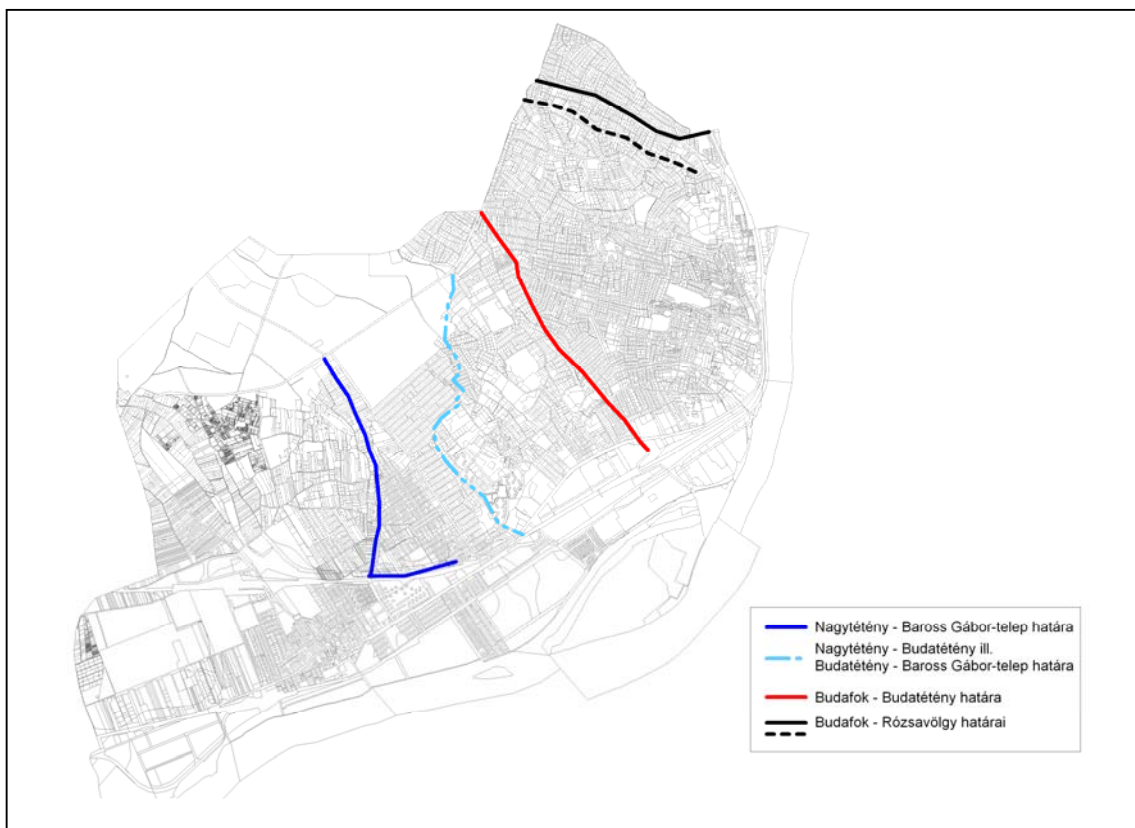 Nagytétény - Baross Gábor-telep határa
Nagytétény - Budatétény ill.
Budatétény - Baross Gábor-telep határa
Budafok - Budatétény határa
Budafok - Rózsavölgy határai